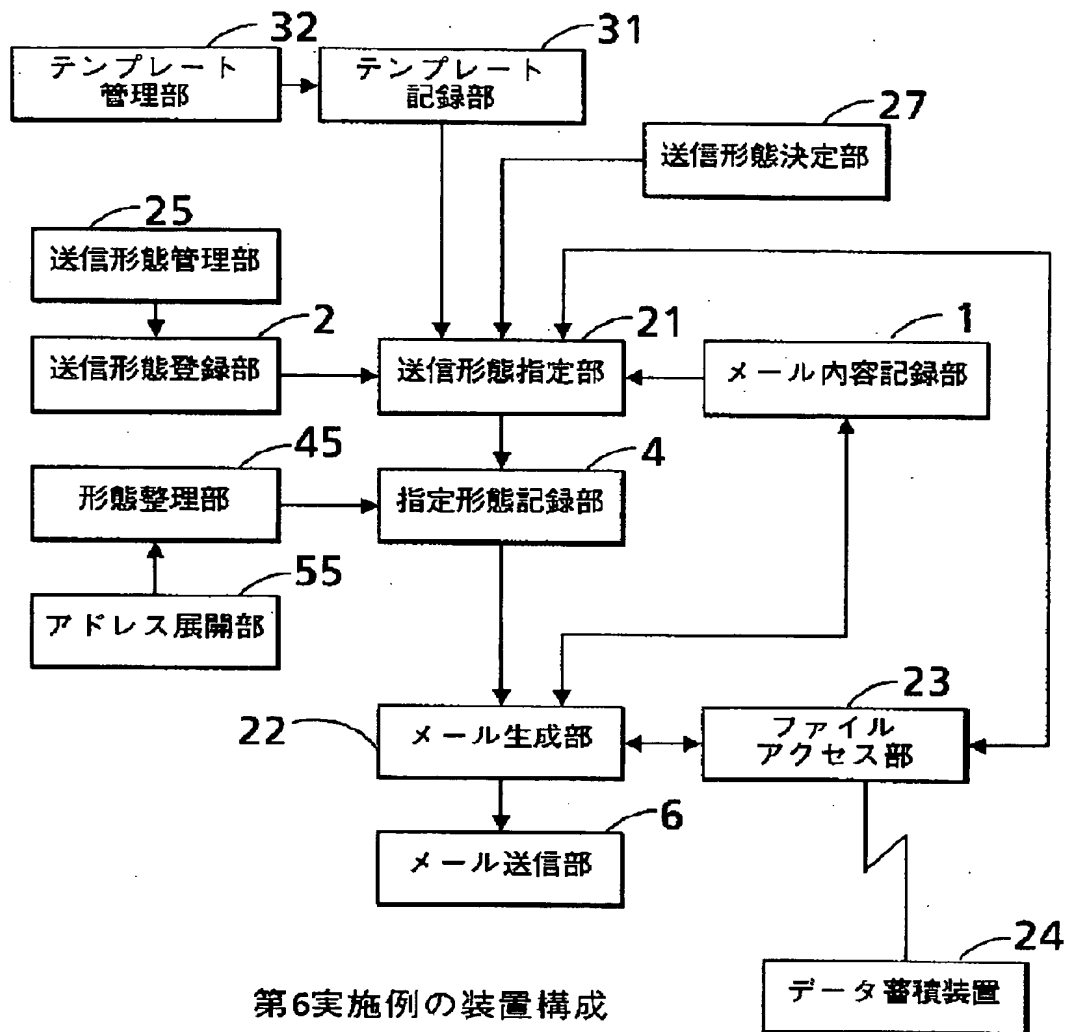 32
31
テンプレート
管理部
テンプレート
記録部
27
送信形態決定部
25
送信形態管理部
2
21
1
送信形態登録部
送信形態指定部
メール内容記録部
45
4
形態整理部
指定形態記録部
55
アドレス展開部
23
22
メール生成部
ファイル
アクセス部
6
メール送信部
24
データ蓄積装置
第6実施例の装置構成